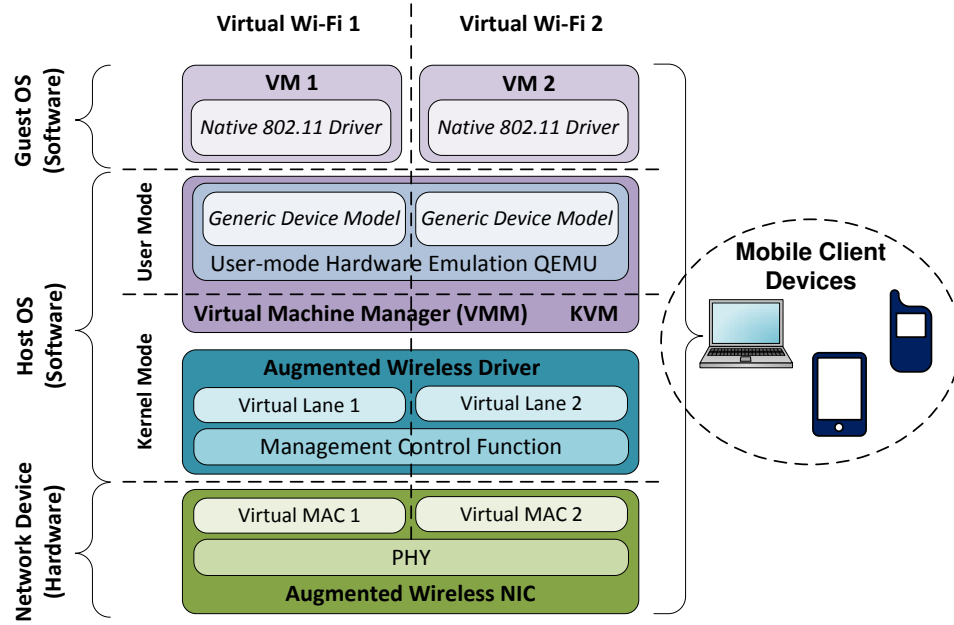 Virtual Wi-Fi 1
Virtual Wi-Fi 2
Guest OS
(Software)
VM 1
Native 802.11 Driver
VM 2
Native 802.11 Driver
Host OS
(Software)
User Mode
Generic Device Model
Generic Device Model
User-mode Hardware Emulation QEMU
Virtual Machine Manager (VMM)
KVM
Kernel Mode
Augmented Wireless Driver
Virtual Lane 1
Virtual Lane 2
Management Control Function
Network Device
(Hardware)
Virtual MAC 1
Virtual MAC 2
PHY
Augmented Wireless NIC
Mobile Client
Devices